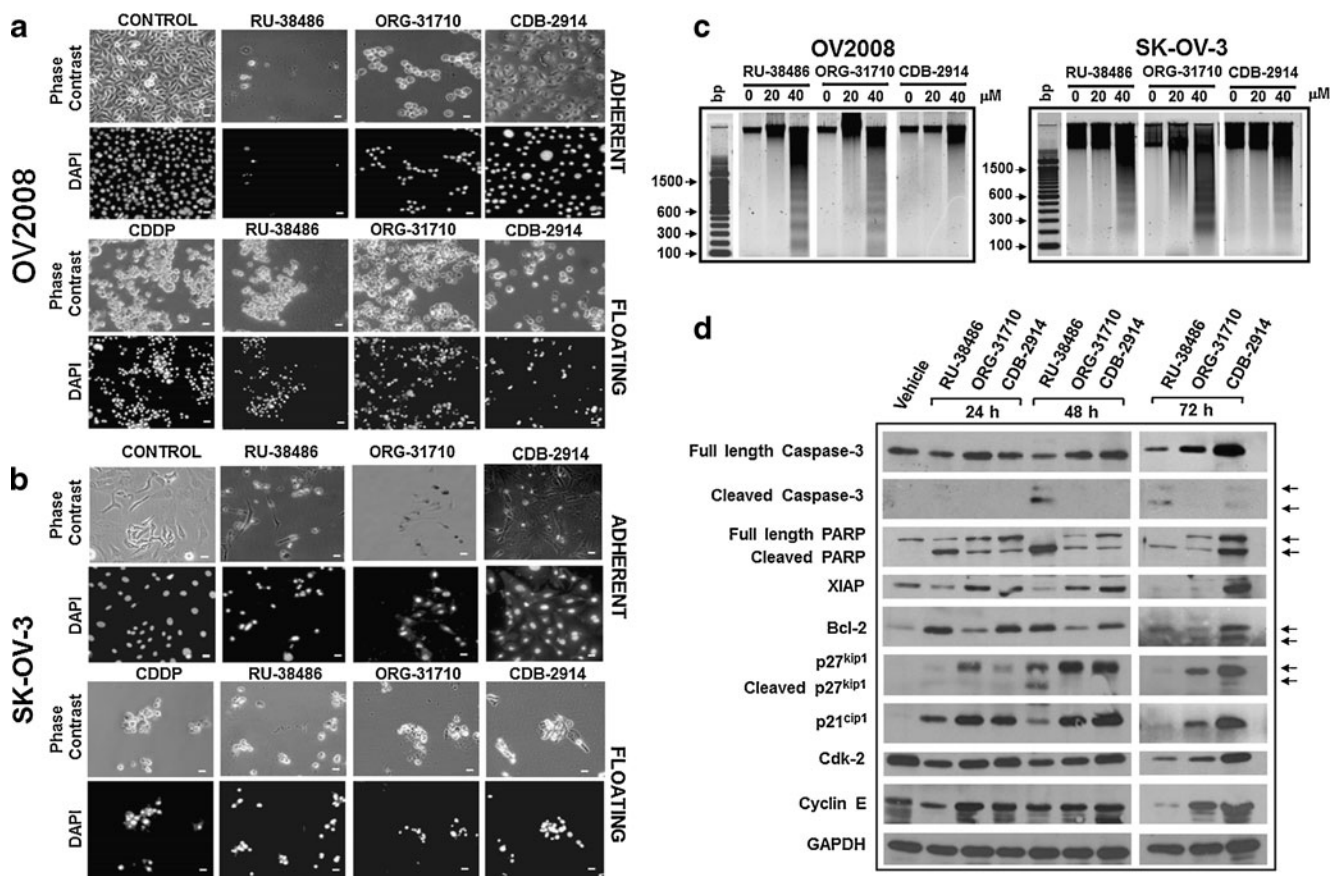 a
CONTROL RU-38486 ORG-31710 CDB-2914
Phase Contrast
DAPI
ADHERENT
OV2008
CDDP RU-38486 ORG-31710 CDB-2914
Phase Contrast
DAPI
FLOATING
b
CONTROL RU-38486 ORG-31710 CDB-2914
Phase Contrast
DAPI
ADHERENT
SK-OV-3
CDDP RU-38486 ORG-31710 CDB-2914
Phase Contrast
DAPI
FLOATING
c
OV2008
RU-38486 ORG-31710 CDB-2914
bp 0 20 40 0 20 40 0 20 40 µM
1500
600
300
100
SK-OV-3
RU-38486 ORG-31710 CDB-2914
bp 0 20 40 0 20 40 0 20 40 µM
1500
600
300
100
d
Vehicle RU-38486 ORG-31710 CDB-2914 RU-38486 ORG-31710 CDB-2914 RU-38486 ORG-31710 CDB-2914
24 h 48 h 72 h
Full length Caspase-3
Cleaved Caspase-3
Full length PARP
Cleaved PARP
XIAP
Bcl-2
p27kip1
Cleaved p27kip1
p21cip1
Cdk-2
Cyclin E
GAPDH